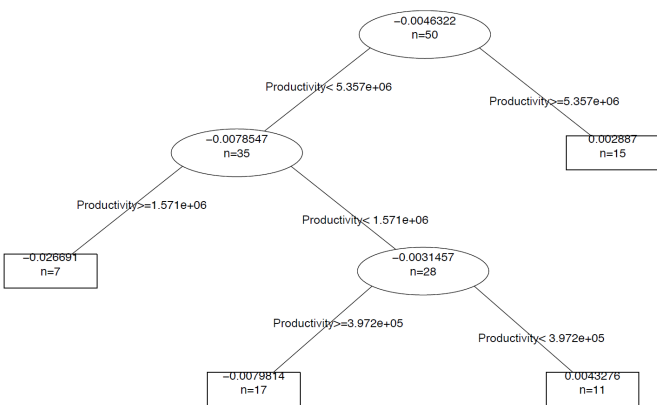 −0.0046322
n=50
Productivity< 5.357e+06
Productivity>=5.357e+06
−0.0078547
n=35
0.002887
n=15
Productivity>=1.571e+06
Productivity< 1.571e+06
−0.026691
n=7
−0.0031457
n=28
Productivity>=3.972e+05
Productivity< 3.972e+05
−0.0079814
n=17
0.0043276
n=11